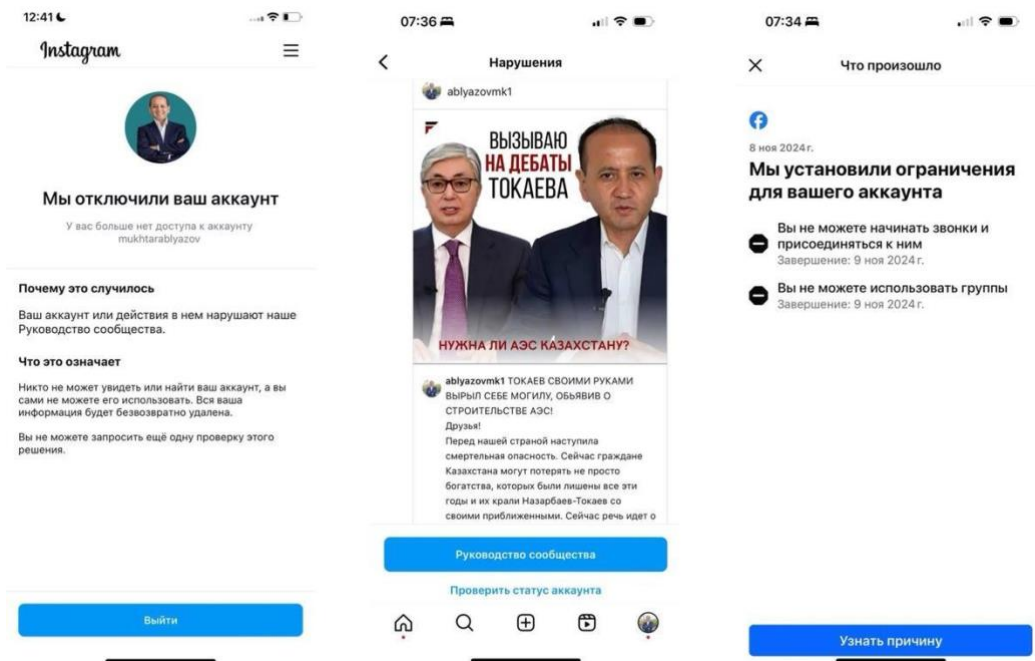 12:41
Instagram
Мы отключили ваш аккаунт
У вас больше нет доступа к аккаунту
mukhtarablyazov
Почему это случилось
Ваш аккаунт или действия в нем нарушают наше
Руководство сообщества.
Что это означает
Никто не может увидеть или найти ваш аккаунт, а вы
сами не можете его использовать. Вся ваша
информация будет безвозвратно удалена.
Вы не можете запросить ещё одну проверку этого
решения.
Выйти
07:36
Нарушения
ablyazovmk1
ВЫЗЫВАЮ
НА ДЕБАТЫ
ТОКАЕВА
НУЖНА ЛИ АЭС КАЗАХСТАНУ?
ablyazovmk1 ТОКАЕВ СВОИМИ РУКАМИ
ВЫРЫЛ СЕБЕ МОГИЛУ, ОБЬЯВИВ О
СТРОИТЕЛЬСТВЕ АЭС!
Друзья!
Перед нашей страной наступила
смертельная опасность. Сейчас граждане
Казахстана могут потерять не просто
богатства, которых были лишены все эти
годы и их крали Назарбаев-Токаев со
своими приближенными. Сейчас речь идет о
Руководство сообщества
Проверить статус аккаунта
07:34
Что произошло
8 ноя 2024 г.
Мы установили ограничения
для вашего аккаунта
Вы не можете начинать звонки и
присоединяться к ним
Завершение: 9 ноя 2024 г.
Вы не можете использовать группы
Завершение: 9 ноя 2024 г.
Узнать причину